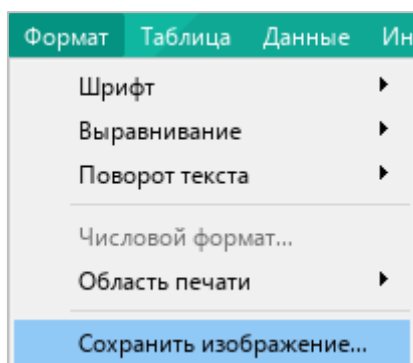 Формат Таблица Данные Ин
Шрифт
Выравнивание
Поворот текста
Числовой формат...
Область печати
Сохранить изображение...